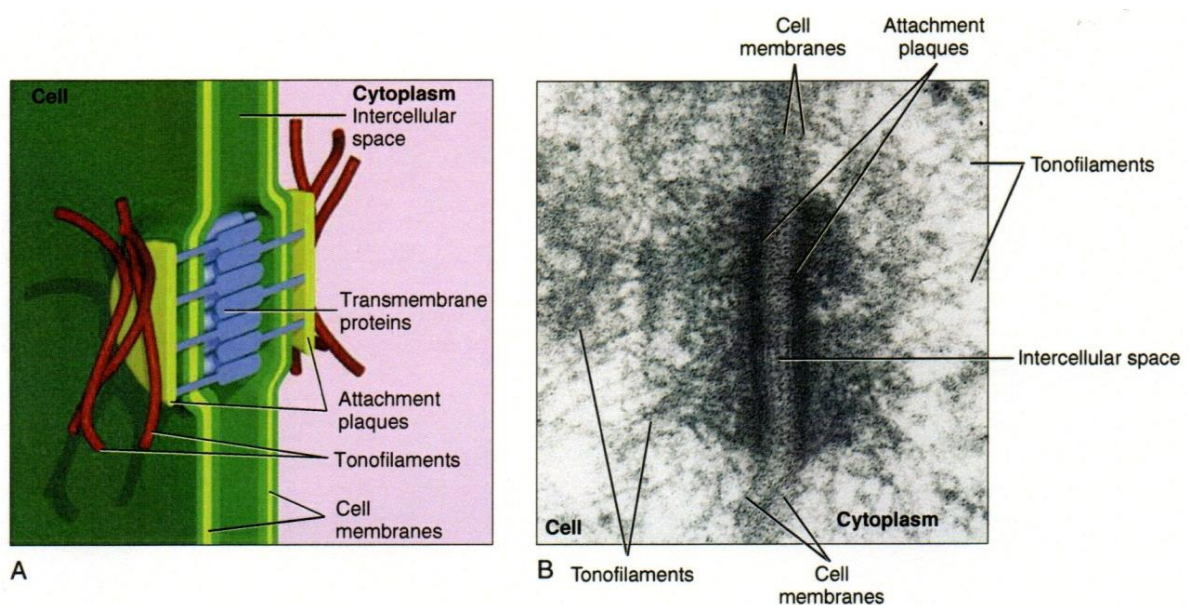 Cell
Cytoplasm
Intercellular
space
Transmembrane
proteins
Attachment
plaques
Tonofilaments
Cell
membranes
A
Cell
membranes
Attachment
plaques
Tonofilaments
Intercellular space
Cell
Cytoplasm
B
Tonofilaments
Cell
membranes